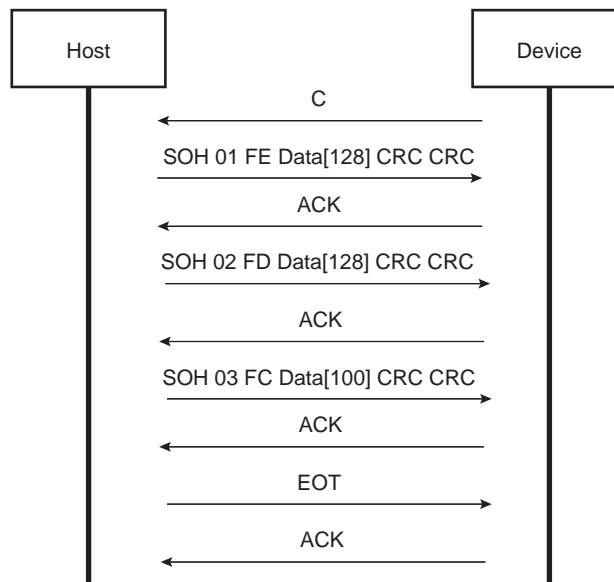 Host
Device
C
SOH 01 FE Data[128] CRC CRC
ACK
SOH 02 FD Data[128] CRC CRC
ACK
SOH 03 FC Data[100] CRC CRC
ACK
EOT
ACK